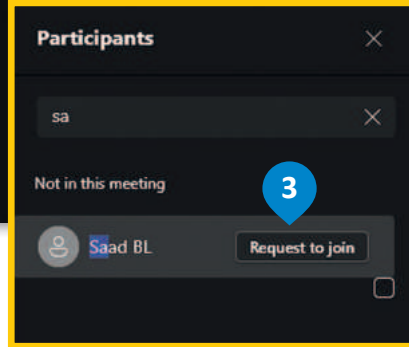 Participants
sa
Not in this meeting
3
Saad BL
Request to join